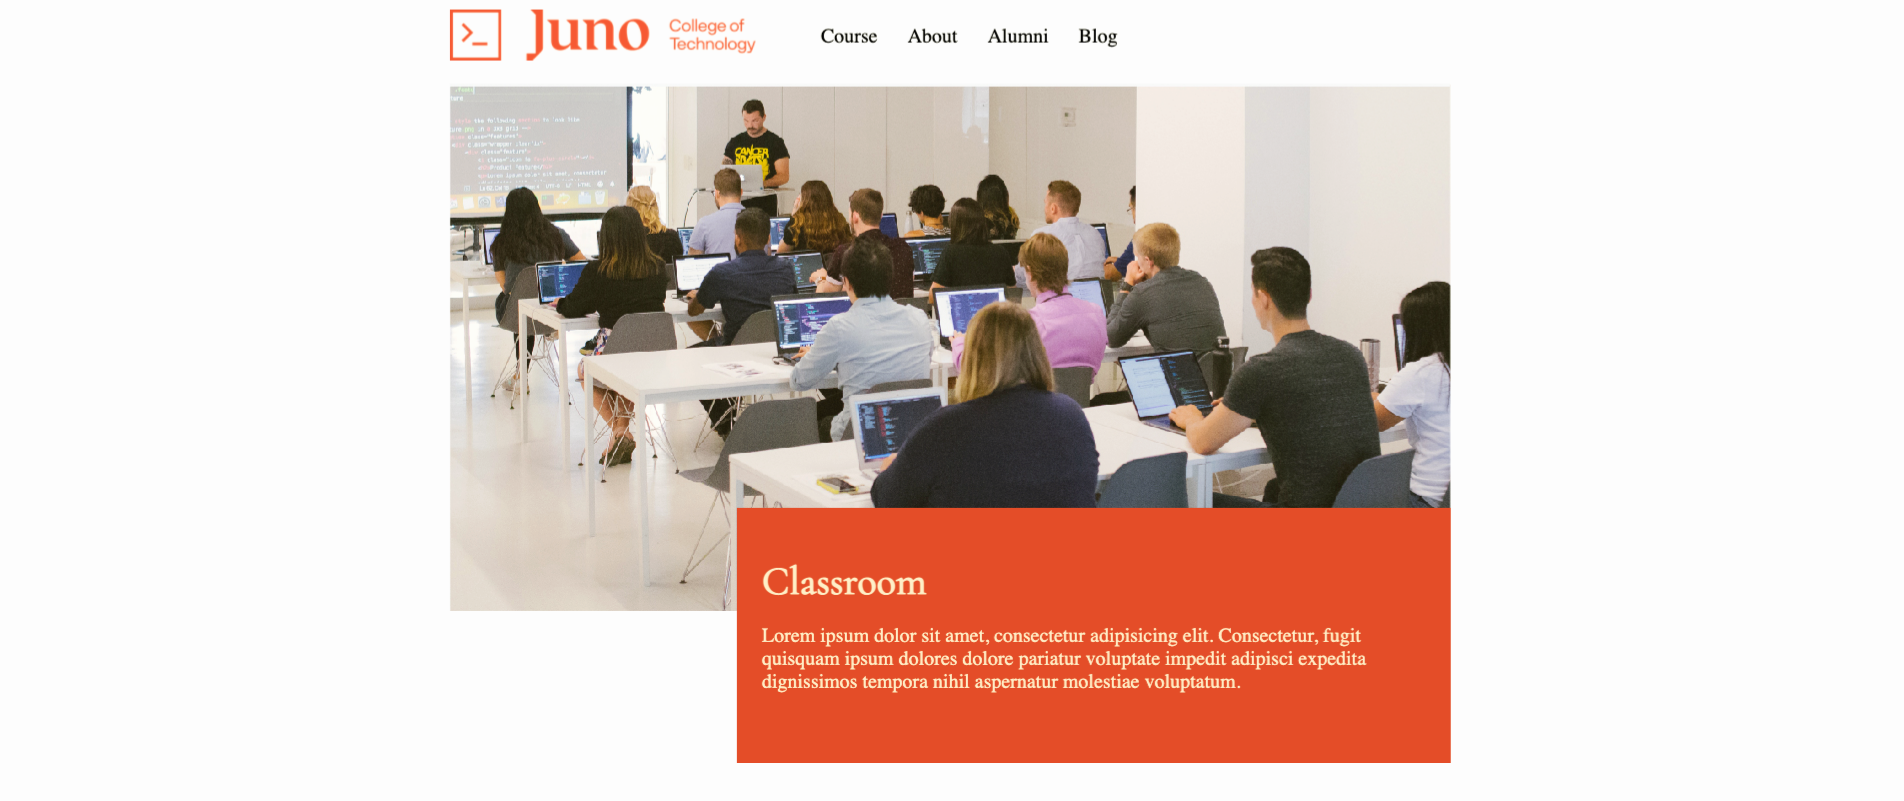 >_ Juno College of
Technology
Course About Alumni Blog
CANCER
Classroom
Lorem ipsum dolor sit amet, consectetur adipisicing elit. Consectetur, fugit
quisquam ipsum dolores dolore pariatur voluptate impedit adipisci expedita
dignissimos tempora nihil aspernatur molestiae voluptatum.